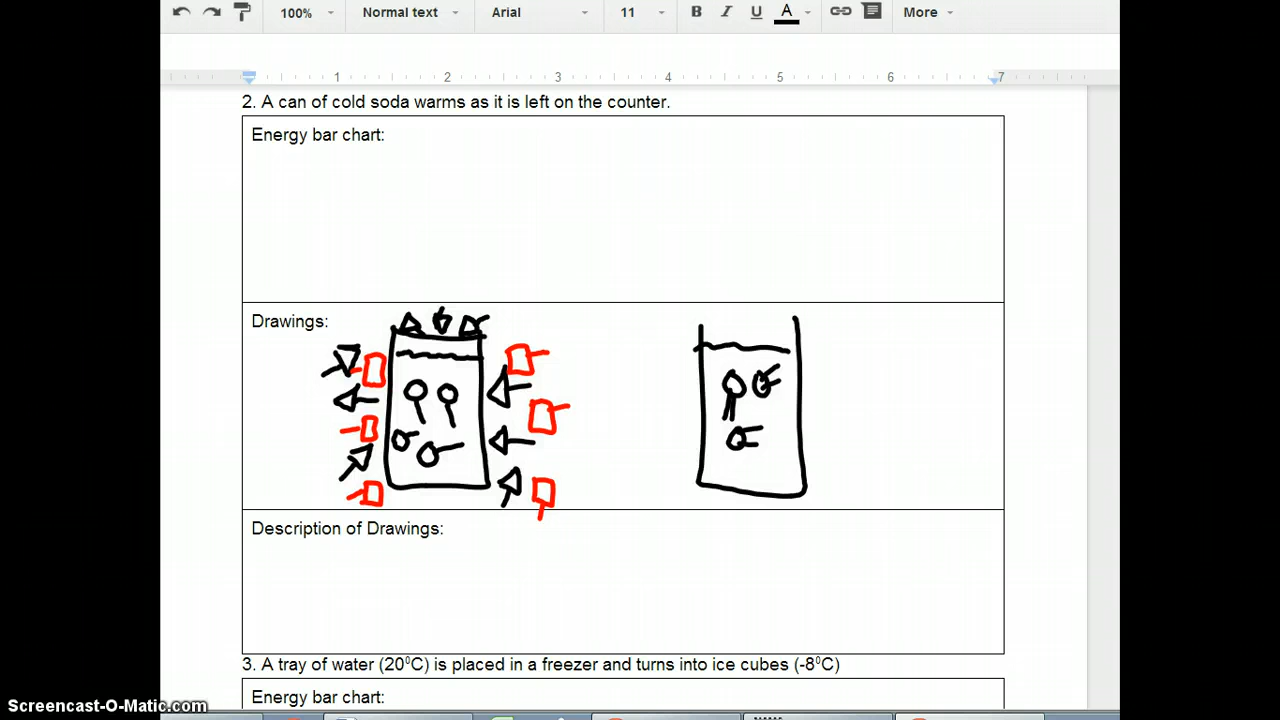 100% Normal text Arial 11 B I U A More
1 2 3 4 5 6 7
2. A can of cold soda warms as it is left on the counter.
Energy bar chart:
Drawings:
Description of Drawings:
3. A tray of water (20⁰C) is placed in a freezer and turns into ice cubes (-8⁰C)
Energy bar chart:
Screencast-O-Matic.com